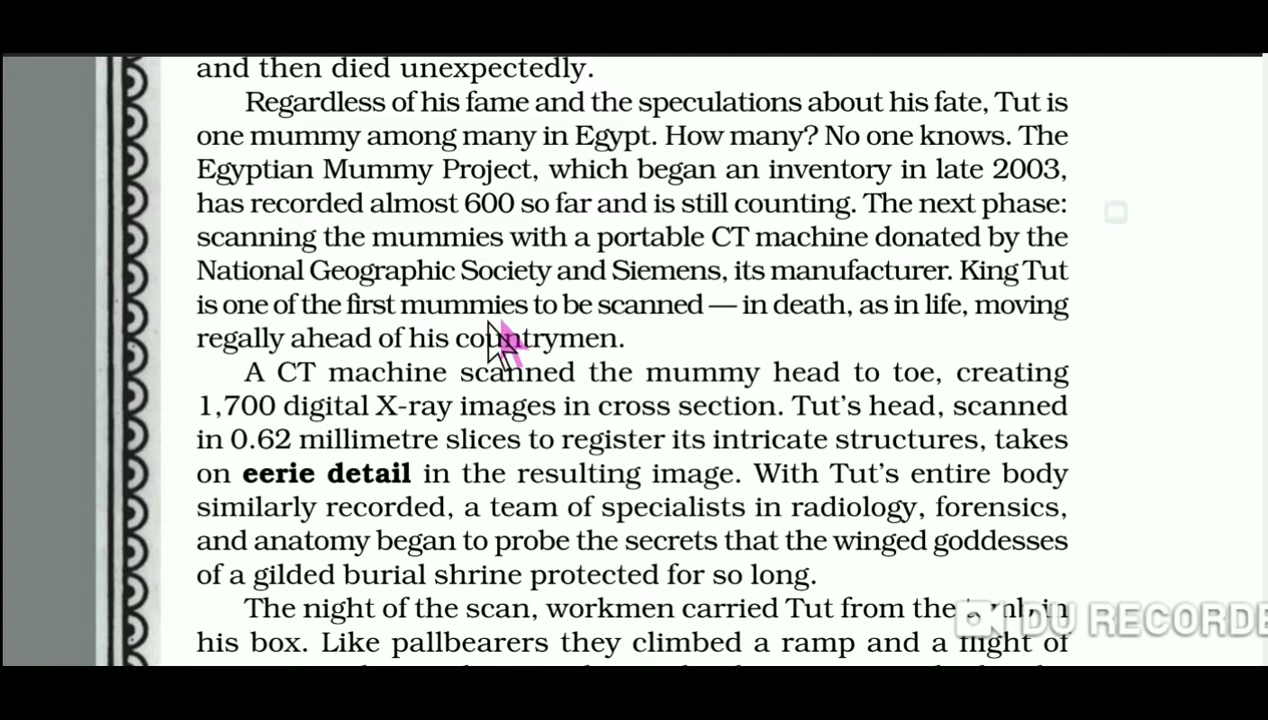 and then died unexpectedly.
Regardless of his fame and the speculations about his fate, Tut is
one mummy among many in Egypt. How many? No one knows. The
Egyptian Mummy Project, which began an inventory in late 2003,
has recorded almost 600 so far and is still counting. The next phase:
scanning the mummies with a portable CT machine donated by the
National Geographic Society and Siemens, its manufacturer. King Tut
is one of the first mummies to be scanned — in death, as in life, moving
regally ahead of his countrymen.
A CT machine scanned the mummy head to toe, creating
1,700 digital X-ray images in cross section. Tut's head, scanned
in 0.62 millimetre slices to register its intricate structures, takes
on eerie detail in the resulting image. With Tut's entire body
similarly recorded, a team of specialists in radiology, forensics,
and anatomy began to probe the secrets that the winged goddesses
of a gilded burial shrine protected for so long.
The night of the scan, workmen carried Tut from the tomb in
his box. Like pallbearers they climbed a ramp and a flight of
DU RECORDE